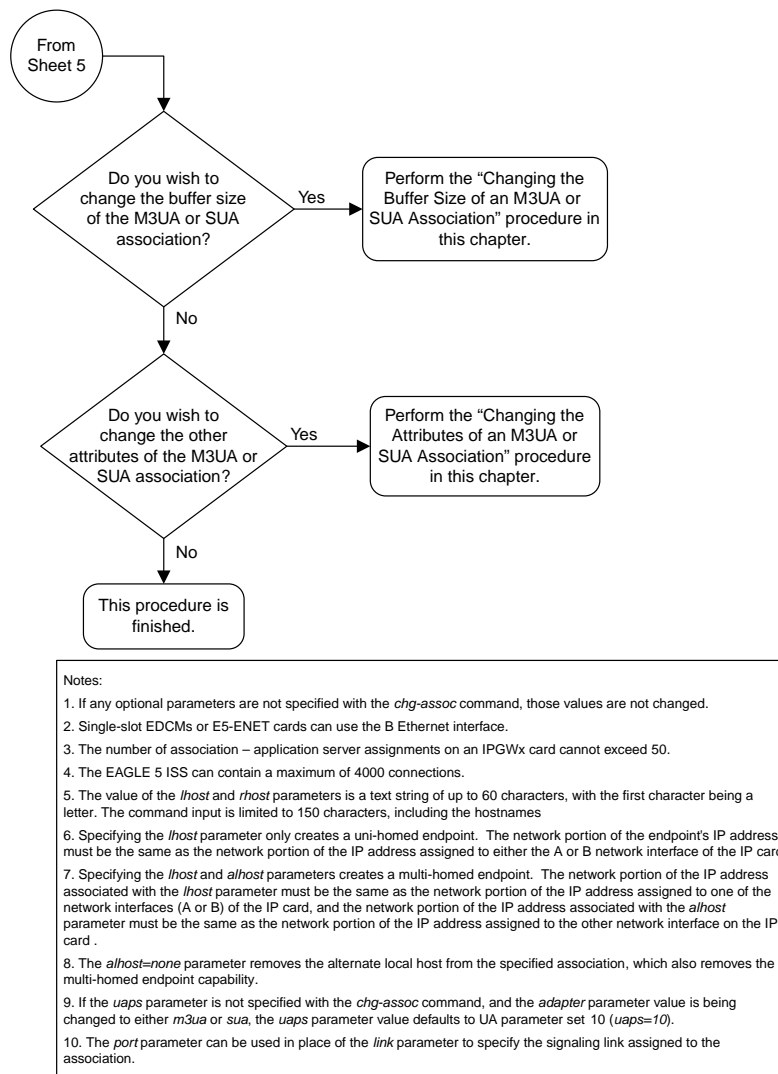 From
Sheet 5
Do you wish to
change the buffer size
of the M3UA or SUA
association?
Yes
Perform the “Changing the
Buffer Size of an M3UA or
SUA Association” procedure in
this chapter.
No
Do you wish to
change the other
attributes of the M3UA or
SUA association?
Yes
Perform the “Changing the
Attributes of an M3UA or
SUA Association” procedure
in this chapter.
No
This procedure is
finished.
Notes:
1. If any optional parameters are not specified with the chg-assoc command, those values are not changed.
2. Single-slot EDCMs or E5-ENET cards can use the B Ethernet interface.
3. The number of association – application server assignments on an IPGWx card cannot exceed 50.
4. The EAGLE 5 ISS can contain a maximum of 4000 connections.
5. The value of the lhost and rhost parameters is a text string of up to 60 characters, with the first character being a
letter. The command input is limited to 150 characters, including the hostnames
6. Specifying the lhost parameter only creates a uni-homed endpoint. The network portion of the endpoint's IP address
must be the same as the network portion of the IP address assigned to either the A or B network interface of the IP car
7. Specifying the lhost and alhost parameters creates a multi-homed endpoint. The network portion of the IP address
associated with the lhost parameter must be the same as the network portion of the IP address assigned to one of the
network interfaces (A or B) of the IP card, and the network portion of the IP address associated with the alhost
parameter must be the same as the network portion of the IP address assigned to the other network interface on the IP
card .
8. The alhost=none parameter removes the alternate local host from the specified association, which also removes the
multi-homed endpoint capability.
9. If the uaps parameter is not specified with the chg-assoc command, and the adapter parameter value is being
changed to either m3ua or sua, the uaps parameter value defaults to UA parameter set 10 (uaps=10).
10. The port parameter can be used in place of the link parameter to specify the signaling link assigned to the
association.